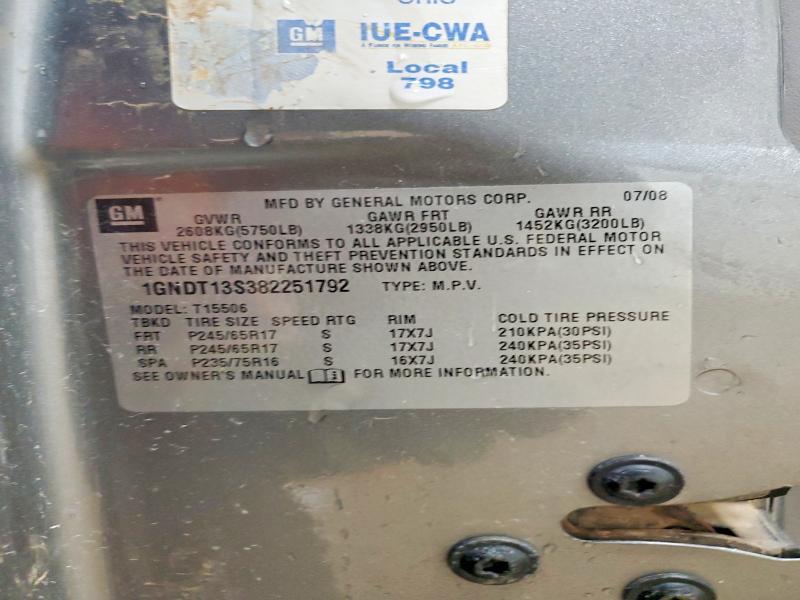 OHIO
GM IUE-CWA
Local
798
GM MFD BY GENERAL MOTORS CORP. 07/08
GVWR GAWR FRT GAWR RR
2608KG(5750LB) 1338KG(2950LB) 1452KG(3200LB)
THIS VEHICLE CONFORMS TO ALL APPLICABLE U.S. FEDERAL MOTOR
VEHICLE SAFETY AND THEFT PREVENTION STANDARDS IN EFFECT ON
THE DATE OF MANUFACTURE SHOWN ABOVE.
1GNDT13S382251792 TYPE: M.P.V.
MODEL: T15506
TBKD TIRE SIZE SPEED RTG RIM COLD TIRE PRESSURE
FRT P245/65R17 S 17X7J 210KPA(30PSI)
RR P245/65R17 S 17X7J 240KPA(35PSI)
SPA P235/75R16 S 16X7J 240KPA(35PSI)
SEE OWNER'S MANUAL FOR MORE INFORMATION.